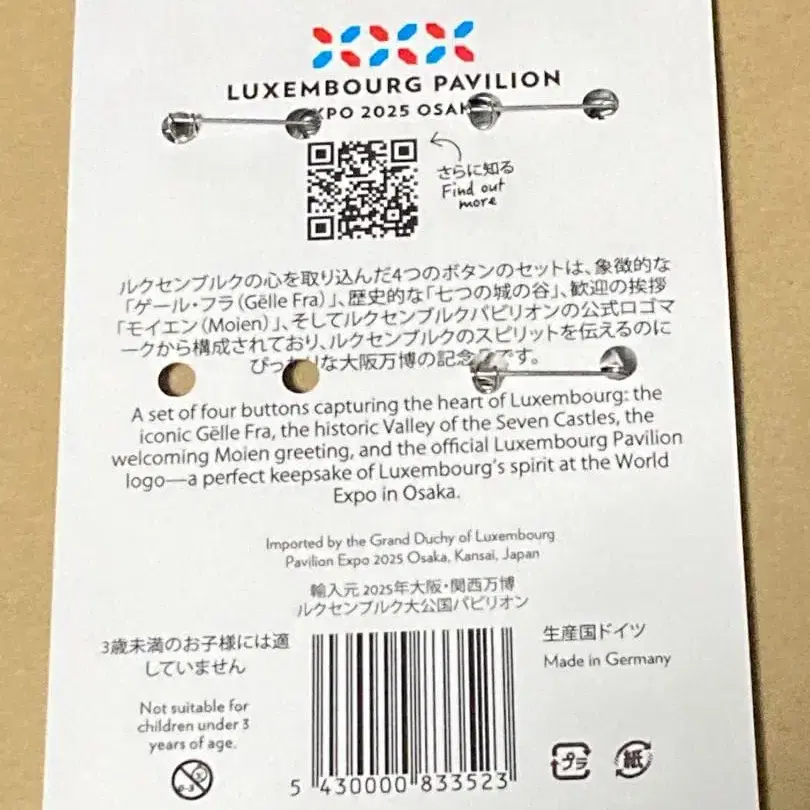 LUXEMBOURG PAVILION
XPO 2025 OSAK
さらに知る
Find out
more
ルクセンブルクの心を取り込んだ4つのボタンのセットは、象徴的な
「ゲール・フラ(Gëlle Fra)」、歴史的な「七つの城の谷」、歓迎の挨拶
「モイエン(Moien)」、そしてルクセンブルクパビリオンの公式ロゴマ
ークから構成されており、ルクセンブルクのスピリットを伝えるのに
ぴっ りな大阪万博の記念 です。
A set of four buttons capturing the heart of Luxembourg: the
iconic Gëlle Fra, the historic Valley of the Seven Castles, the
welcoming Moien greeting, and the official Luxembourg Pavilion
logo—a perfect keepsake of Luxembourg's spirit at the World
Expo in Osaka.
Imported by the Grand Duchy of Luxembourg
Pavilion Expo 2025 Osaka, Kansai, Japan
輸入元 2025年大阪・関西万博
ルクセンブルク大公国パビリオン
3歳未満のお子様には適
していません
Not suitable for
children under 3
years of age.
0-3
生産国ドイツ
Made in Germany
5 430000 833523
プラ
紙